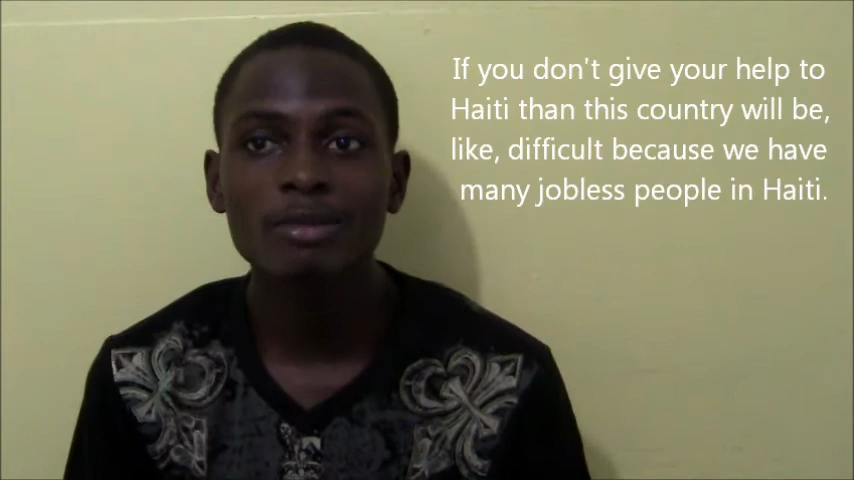 If you don't give your help to
Haiti than this country will be,
like, difficult because we have
many jobless people in Haiti.